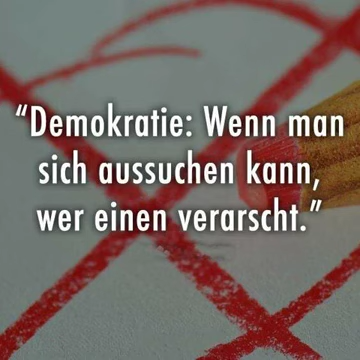 “Demokratie: Wenn man
sich aussuchen kann,
wer einen verarscht.”